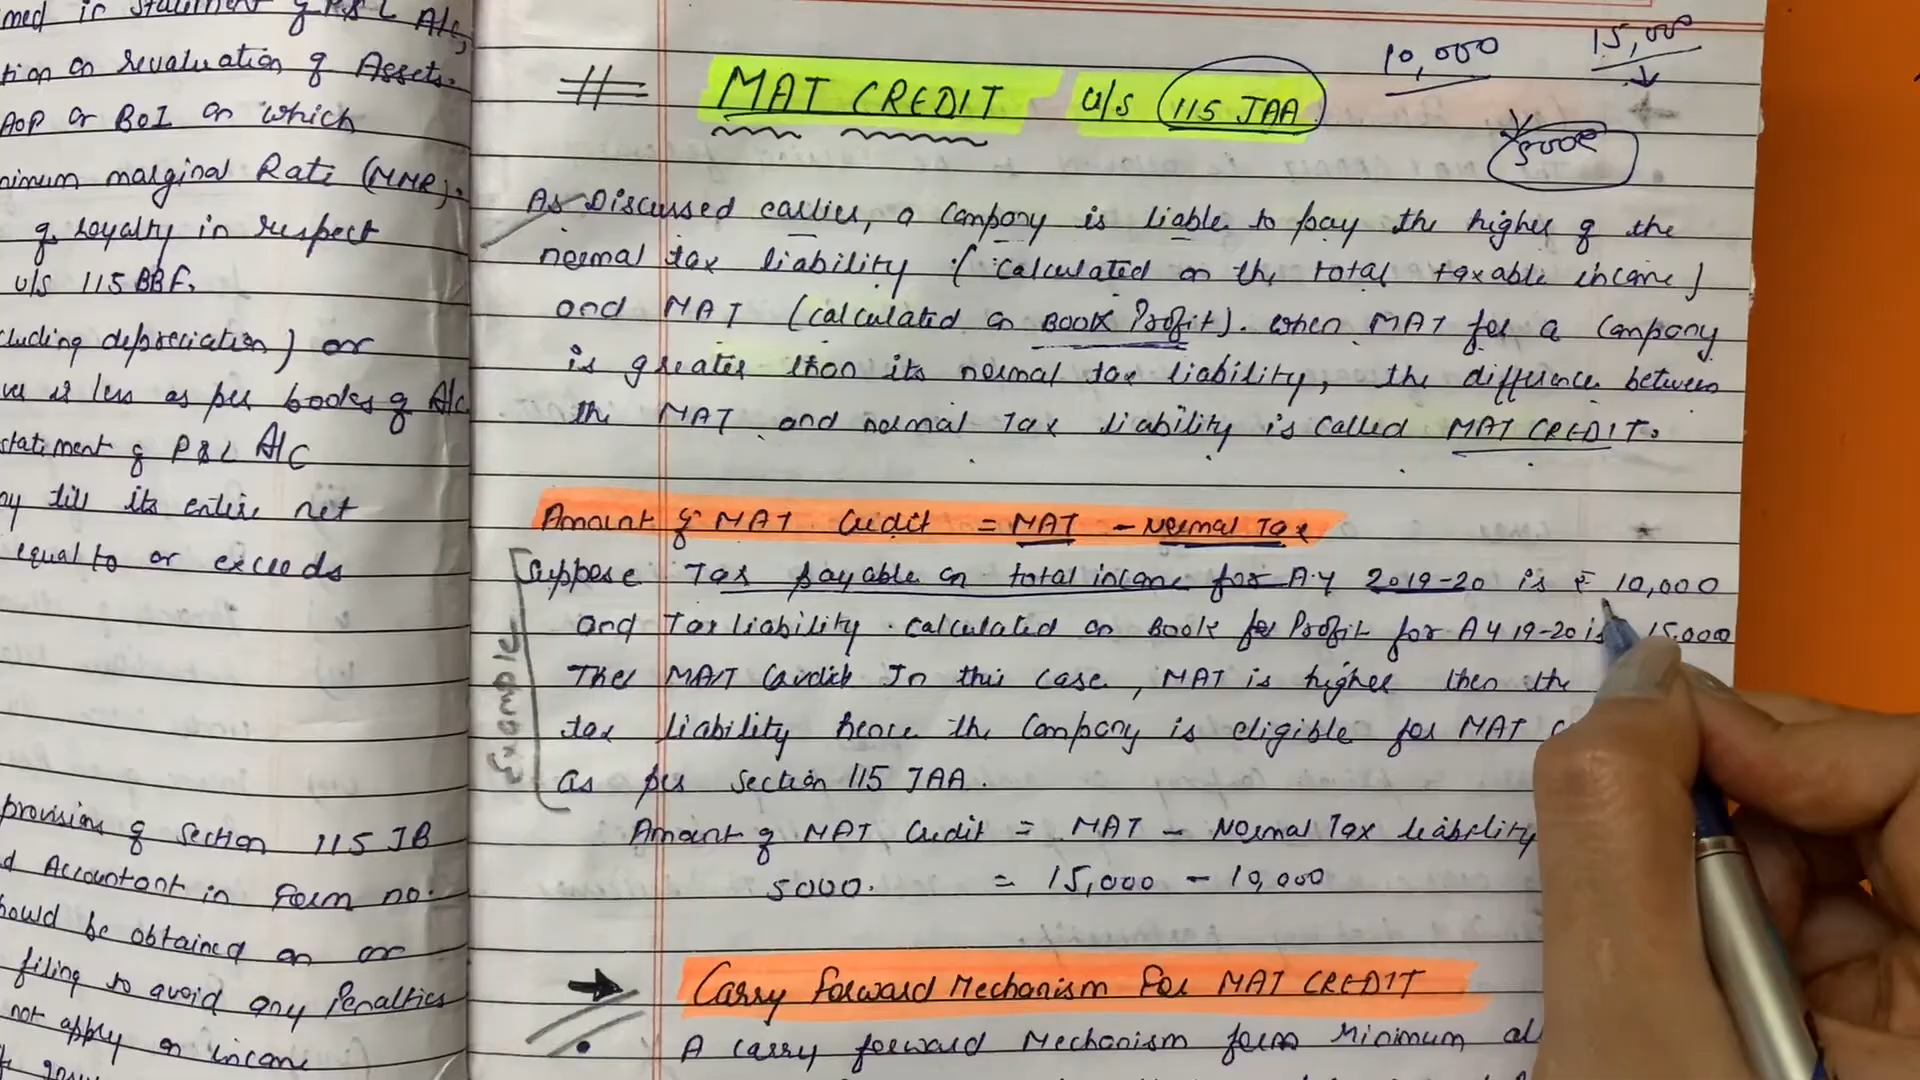 med in statement of P&L A/c,
tion on revaluation of Assets.
AOP or BOI on which
nimum marginal Rate (MMR).
of royalty in respect
u/s 115 BBF.
cluding depreciation) or
ver is less as per books of A/c
statement of P&L A/c
ny till its entire net
equal to or exceeds
provisions of section 115 JB
d Accountant in Form no.
hould be obtained on or
filing to avoid any Penalties
not apply on income
10,000 15,000
5000
# MAT CREDIT u/s 115 JAA
As Discussed earlier, a Company is liable to pay the higher of the
normal tax liability (calculated on the total taxable income)
and MAT (calculated on BOOK Profit). when MAT for a Company
is greater than its normal tax liability, the difference between
the MAT and normal Tax liability is called MAT CREDIT.
Amount of MAT Credit = MAT - Normal Tax
Example
Suppose Tax payable on total income for A.Y 2019-20 is ₹ 10,000
and Tax liability calculated on Book Profit for AY 19-20 is 15,000
The MAT Credit In this case, MAT is higher then the
tax liability hence the Company is eligible for MAT
as per section 115 JAA.
Amount of MAT Credit = MAT - Normal Tax liability
5000. = 15,000 - 10,000
→ Carry Forward Mechanism For MAT CREDIT
• A carry forward Mechanism form Minimum al